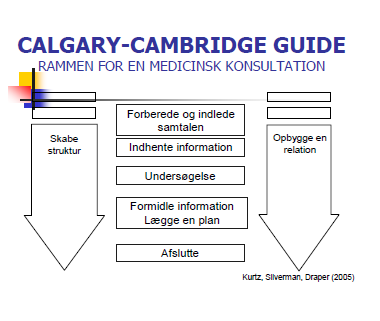 CALGARY-CAMBRIDGE GUIDE
RAMMEN FOR EN MEDICINSK KONSULTATION
Skabe
struktur
Forberede og indlede
samtalen
Indhente information
Undersøgelse
Formidle information
Lægge en plan
Afslutte
Opbygge en
relation
Kurtz, Silverman, Draper (2005)